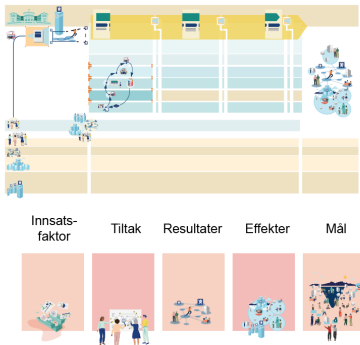 Innsats-
faktor
Tiltak
Resultater
Effekter
Mål